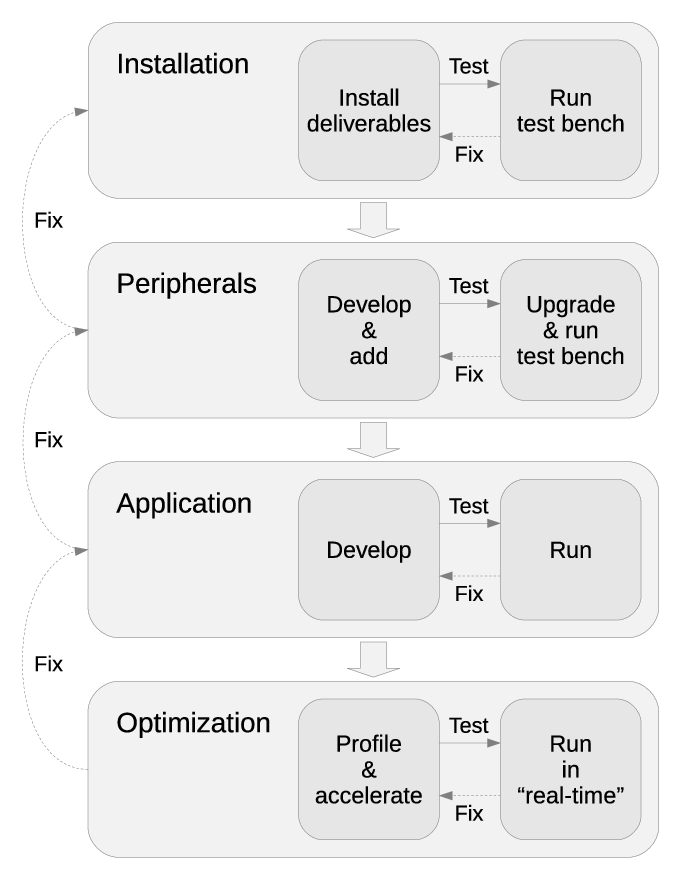 Installation
Install
deliverables
Test
Fix
Run
test bench
Fix
Peripherals
Develop
&
add
Test
Fix
Upgrade
& run
test bench
Fix
Application
Develop
Test
Fix
Run
Fix
Optimization
Profile
&
accelerate
Test
Fix
Run
in
“real-time”